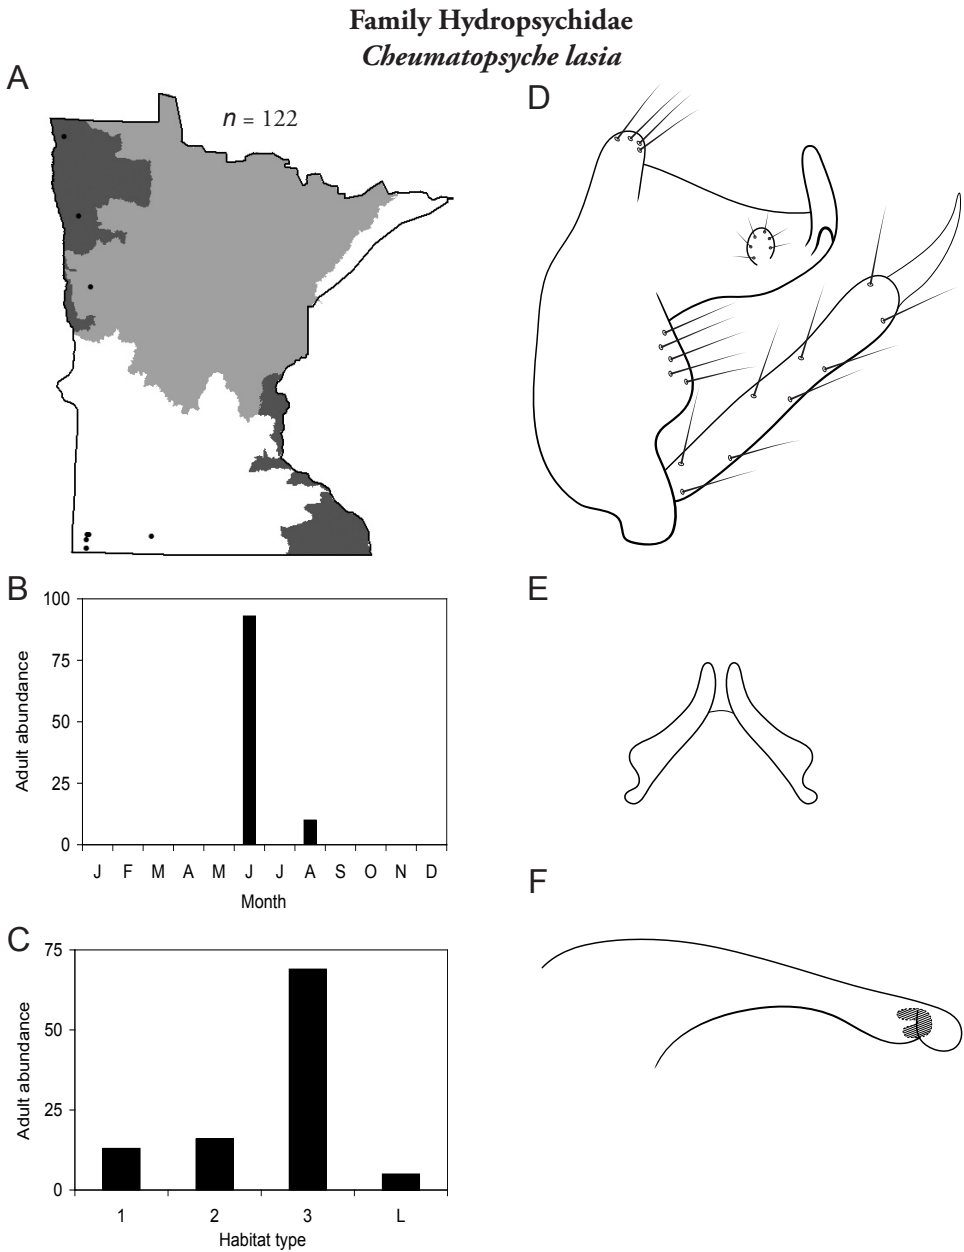 Family Hydropsychidae
Cheumatopsyche lasia
A
n = 122
D
B
100
75
50
25
0
Adult abundance
J F M A M J J A S O N D
Month
E
C
75
50
25
0
Adult abundance
1 2 3 L
Habitat type
F